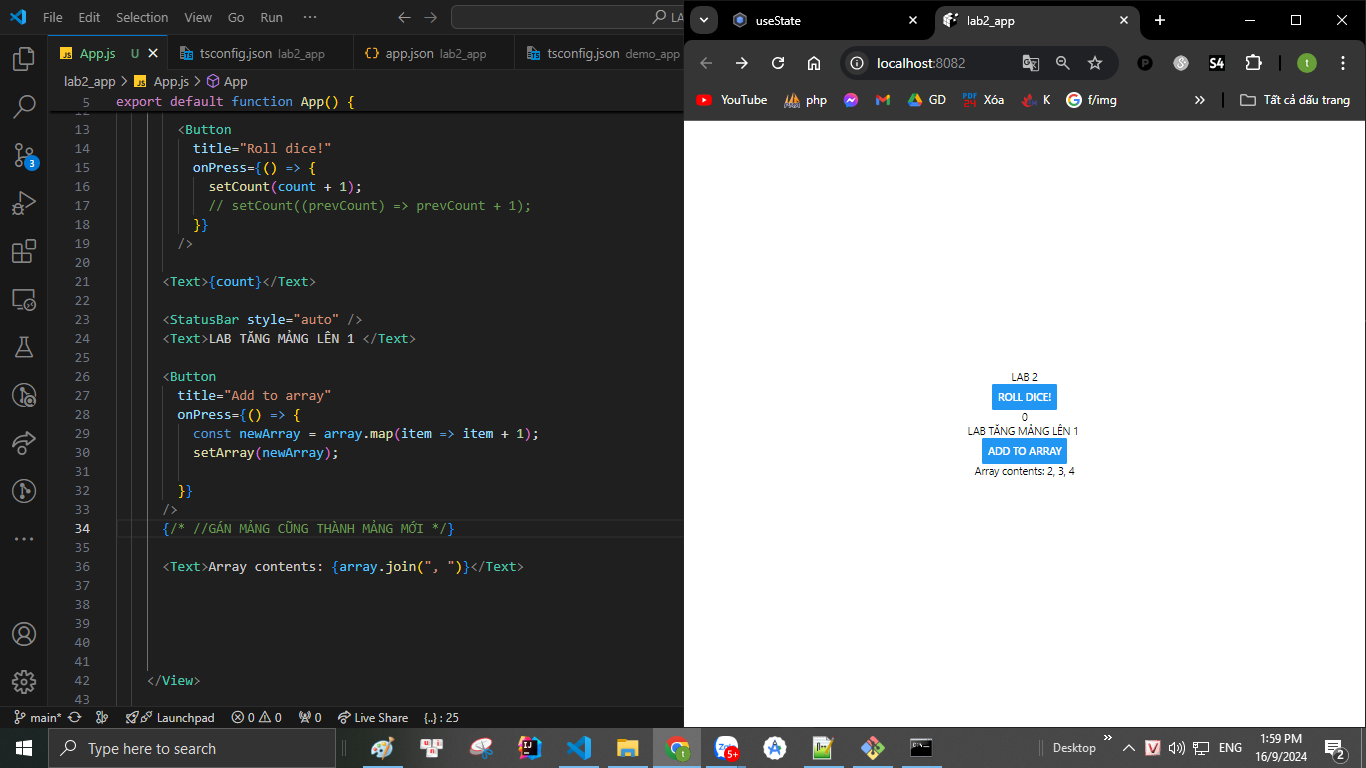 File Edit Selection View Go Run ··· LA
App.js U tsconfig.json lab2_app app.json lab2_app tsconfig.json demo_app
lab2_app > App.js > App
5 export default function App() {
12
13 <Button
14 title="Roll dice!"
15 onPress={() => {
16 setCount(count + 1);
17 // setCount((prevCount) => prevCount + 1);
18 }}
19 />
20
21 <Text>{count}</Text>
22
23 <StatusBar style="auto" />
24 <Text>LAB TĂNG MẢNG LÊN 1 </Text>
25
26 <Button
27 title="Add to array"
28 onPress={() => {
29 const newArray = array.map(item => item + 1);
30 setArray(newArray);
31
32 }}
33 />
34 {/* //GÁN MẢNG CŨNG THÀNH MẢNG MỚI */}
35
36 <Text>Array contents: {array.join(", ")}</Text>
37
38
39
40
41
42 </View>
43
3
main* Launchpad 0 0 0 Live Share {..} : 25
useState lab2_app
localhost:8082 P S S4 t
YouTube php GD PDF 24 Xóa K f/img » Tất cả dấu trang
LAB 2
ROLL DICE!
0
LAB TĂNG MẢNG LÊN 1
ADD TO ARRAY
Array contents: 2, 3, 4
Type here to search
IJ
t
5+
Desktop » V ENG
1:59 PM
16/9/2024
2